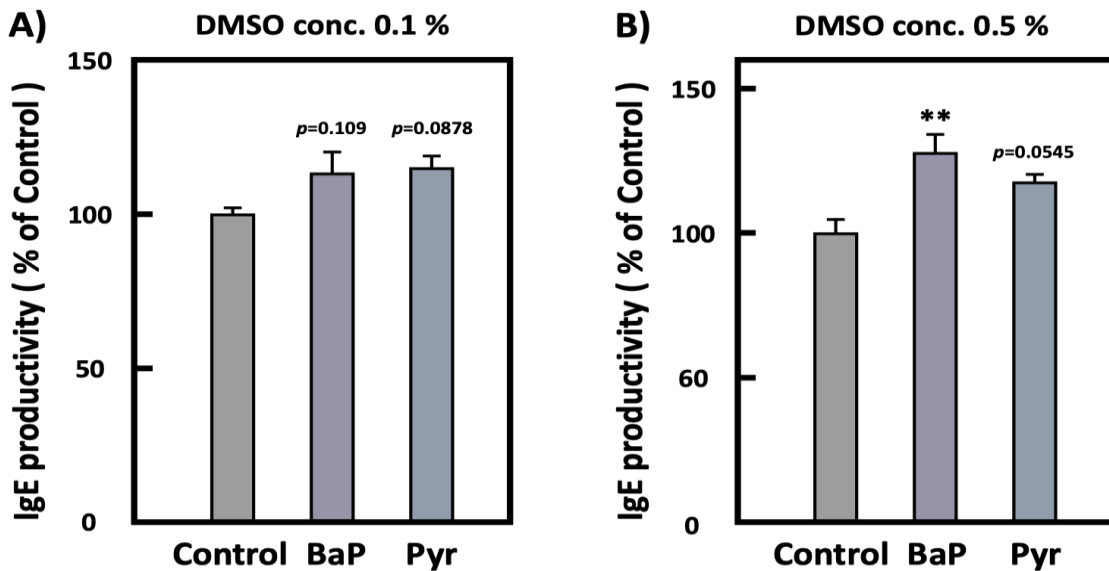 A)
DMSO conc. 0.1 %
IgE productivity ( % of Control)
150
100
50
0
p=0.109
p=0.0878
Control BaP Pyr
B)
DMSO conc. 0.5 %
IgE productivity ( % of Control)
150
100
60
0
**
p=0.0545
Control BaP Pyr